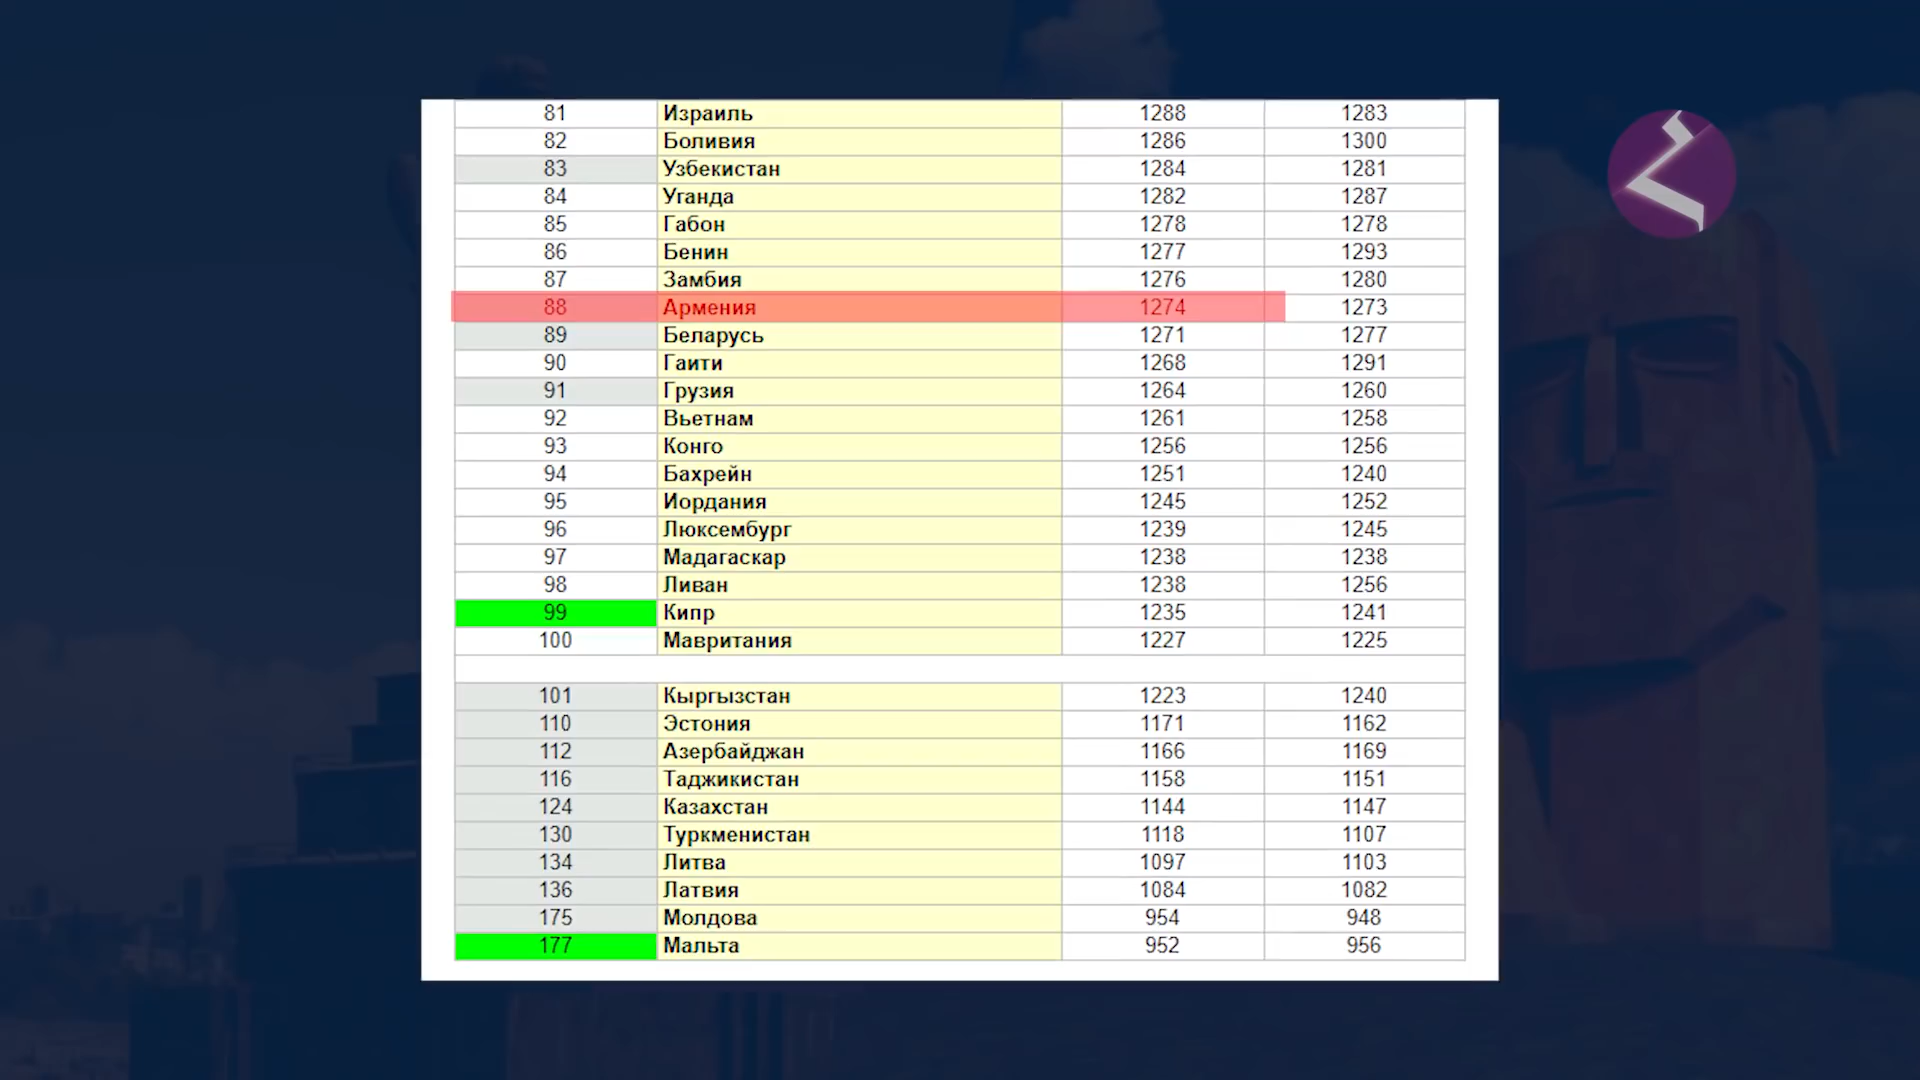 81 Израиль 1288 1283
82 Боливия 1286 1300
83 Узбекистан 1284 1281
84 Уганда 1282 1287
85 Габон 1278 1278
86 Бенин 1277 1293
87 Замбия 1276 1280
88 Армения 1274 1273
89 Беларусь 1271 1277
90 Гаити 1268 1291
91 Грузия 1264 1260
92 Вьетнам 1261 1258
93 Конго 1256 1256
94 Бахрейн 1251 1240
95 Иордания 1245 1252
96 Люксембург 1239 1245
97 Мадагаскар 1238 1238
98 Ливан 1238 1256
99 Кипр 1235 1241
100 Мавритания 1227 1225
101 Кыргызстан 1223 1240
110 Эстония 1171 1162
112 Азербайджан 1166 1169
116 Таджикистан 1158 1151
124 Казахстан 1144 1147
130 Туркменистан 1118 1107
134 Литва 1097 1103
136 Латвия 1084 1082
175 Молдова 954 948
177 Мальта 952 956